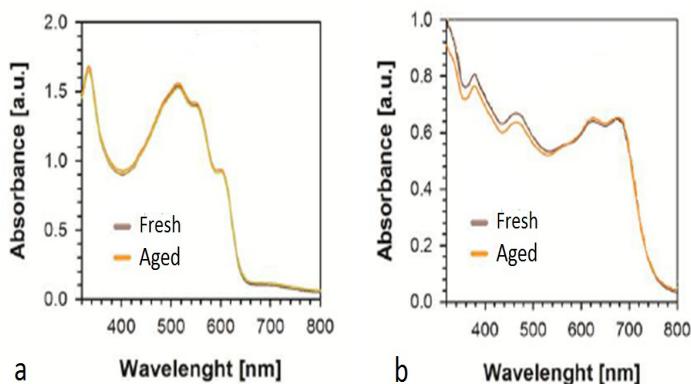 2.0
1.5
1.0
0.5
0.0
Absorbance [a.u.]
Fresh
Aged
400 500 600 700 800
Wavelenght [nm]
a
1.0
0.8
0.6
0.4
0.2
0.0
Absorbance [a.u.]
Fresh
Aged
400 500 600 700 800
Wavelenght [nm]
b